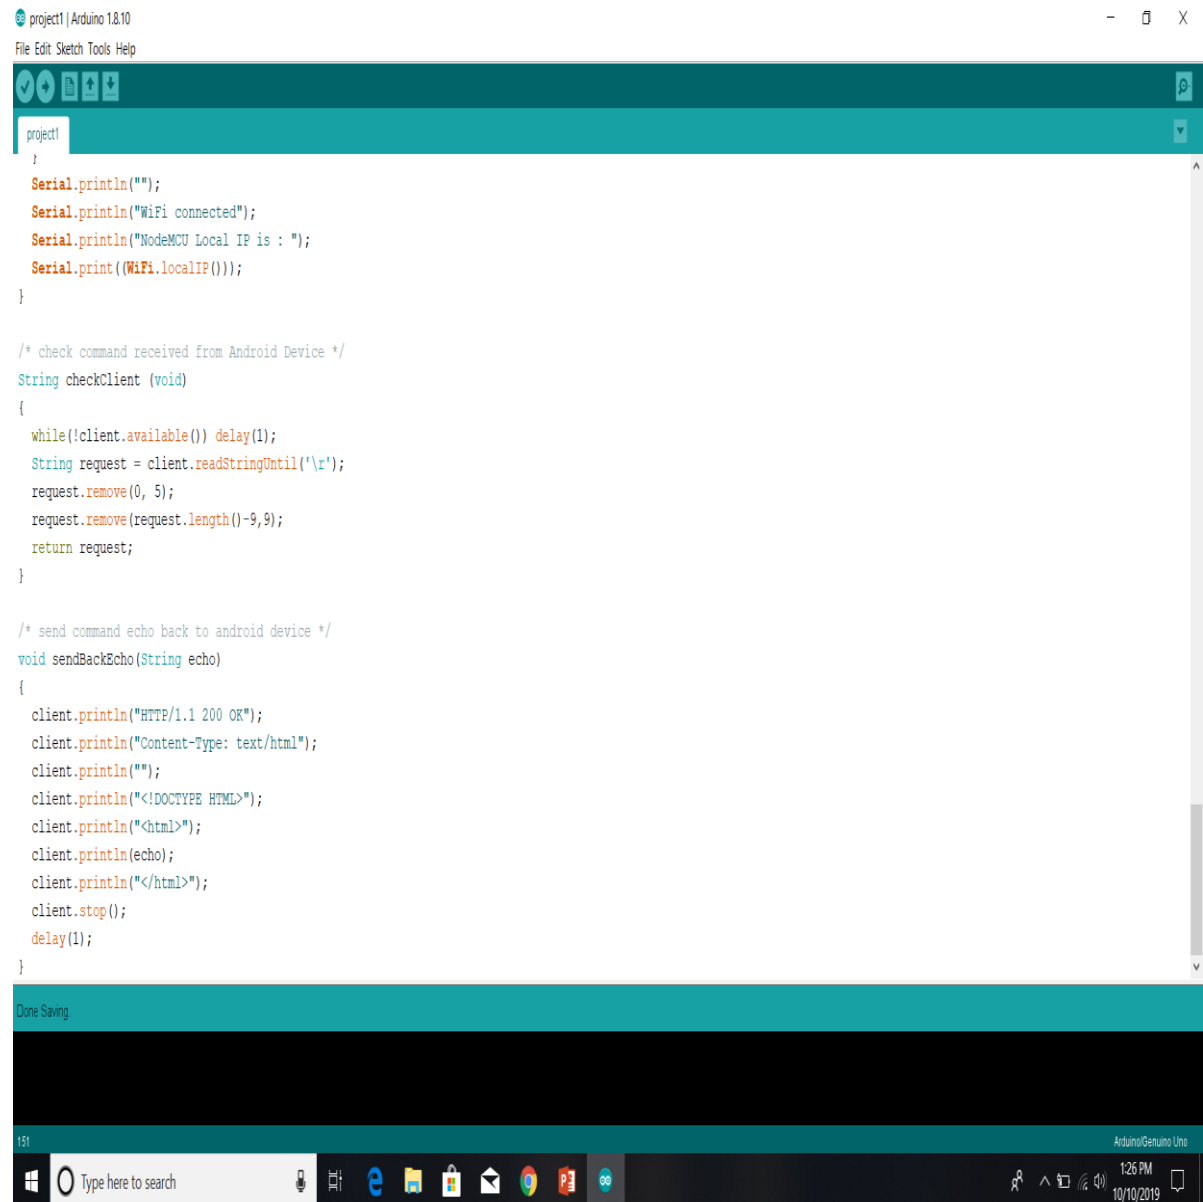 project1 | Arduino 1.8.10
File Edit Sketch Tools Help
project1
}
Serial.println("");
Serial.println("WiFi connected");
Serial.println("NodeMCU Local IP is : ");
Serial.print((WiFi.localIP()));
}
/* check command received from Android Device */
String checkClient (void)
{
while(!client.available()) delay(1);
String request = client.readStringUntil('\r');
request.remove(0, 5);
request.remove(request.length()-9,9);
return request;
}
/* send command echo back to android device */
void sendBackEcho(String echo)
{
client.println("HTTP/1.1 200 OK");
client.println("Content-Type: text/html");
client.println("");
client.println("<!DOCTYPE HTML>");
client.println("<html>");
client.println(echo);
client.println("</html>");
client.stop();
delay(1);
}
Done Saving.
151 Arduino/Genuino Uno
Type here to search
1:26 PM
10/10/2019